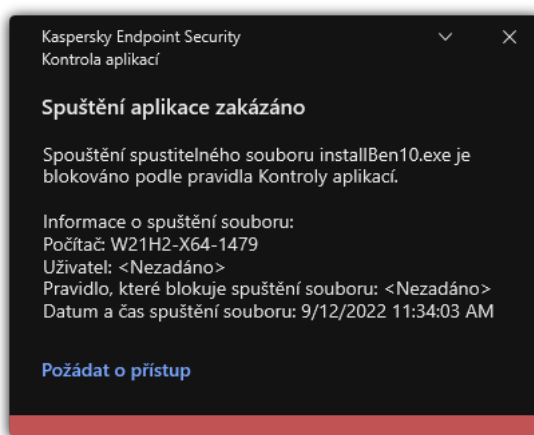 Kaspersky Endpoint Security
Kontrola aplikací
Spuštění aplikace zakázáno
Spouštění spustitelného souboru installBen10.exe je
blokováno podle pravidla Kontroly aplikací.
Informace o spuštění souboru:
Počítač: W21H2-X64-1479
Uživatel: <Nezadáno>
Pravidlo, které blokuje spuštění souboru: <Nezadáno>
Datum a čas spuštění souboru: 9/12/2022 11:34:03 AM
Požádat o přístup